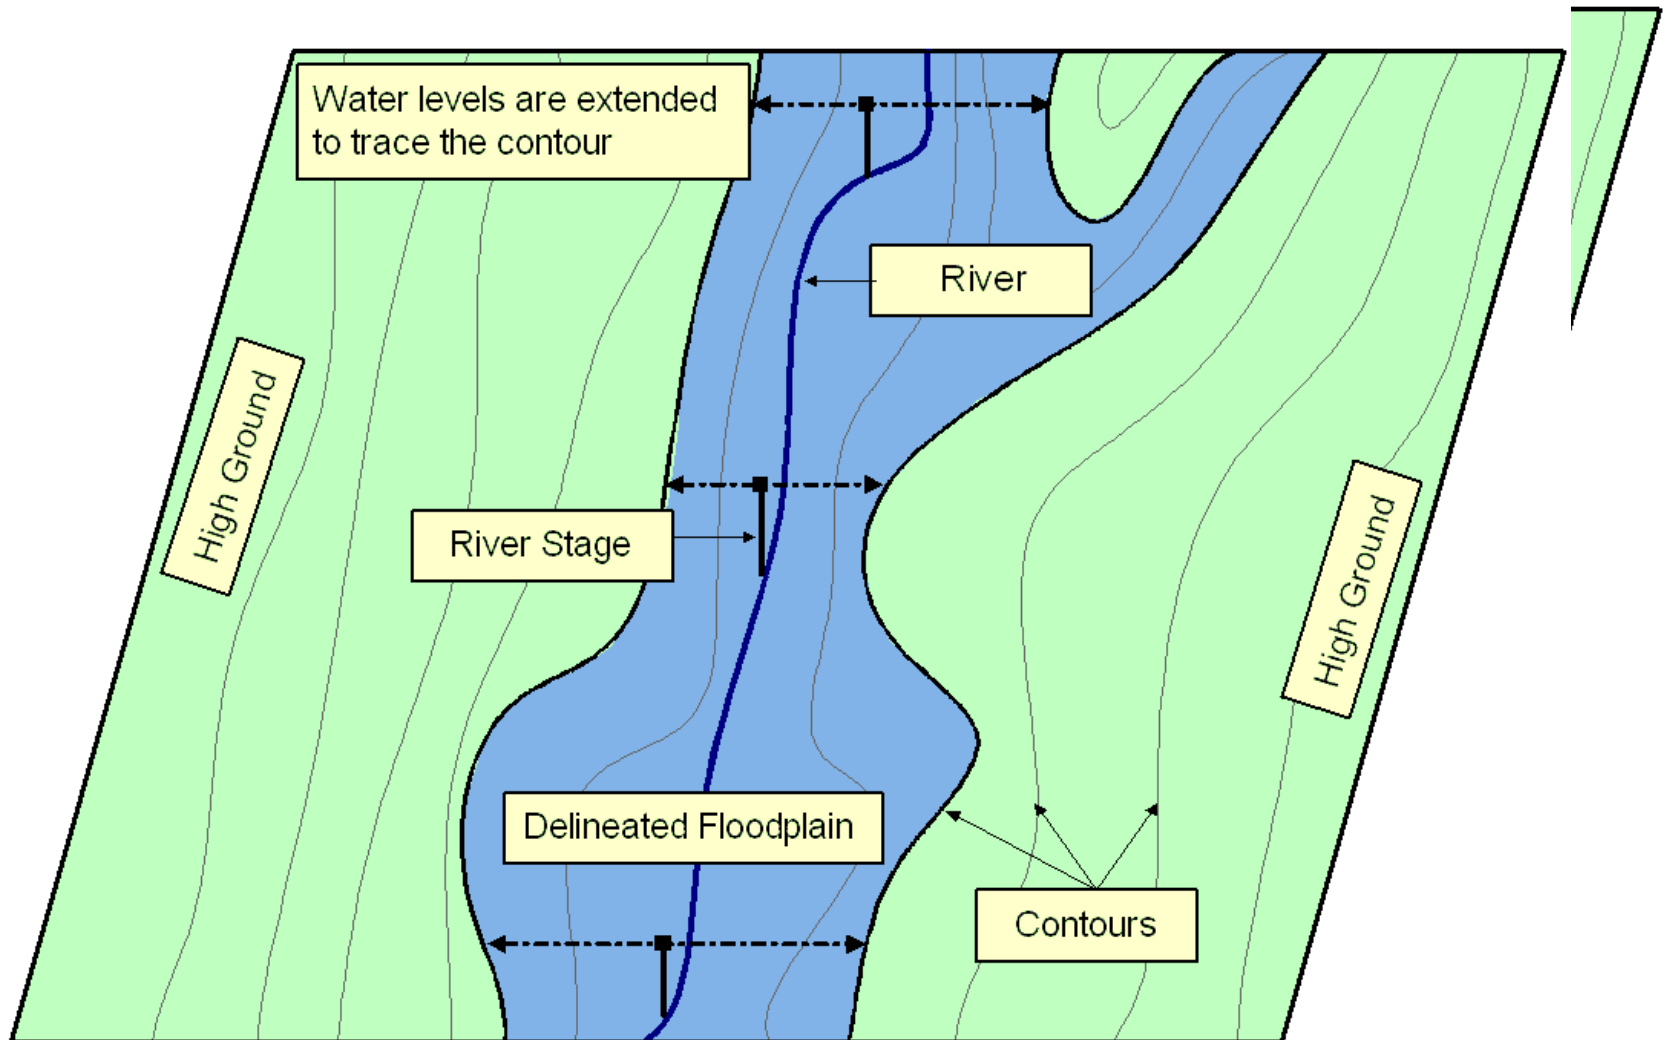 Water levels are extended
to trace the contour
River
High Ground
River Stage
High Ground
Delineated Floodplain
Contours